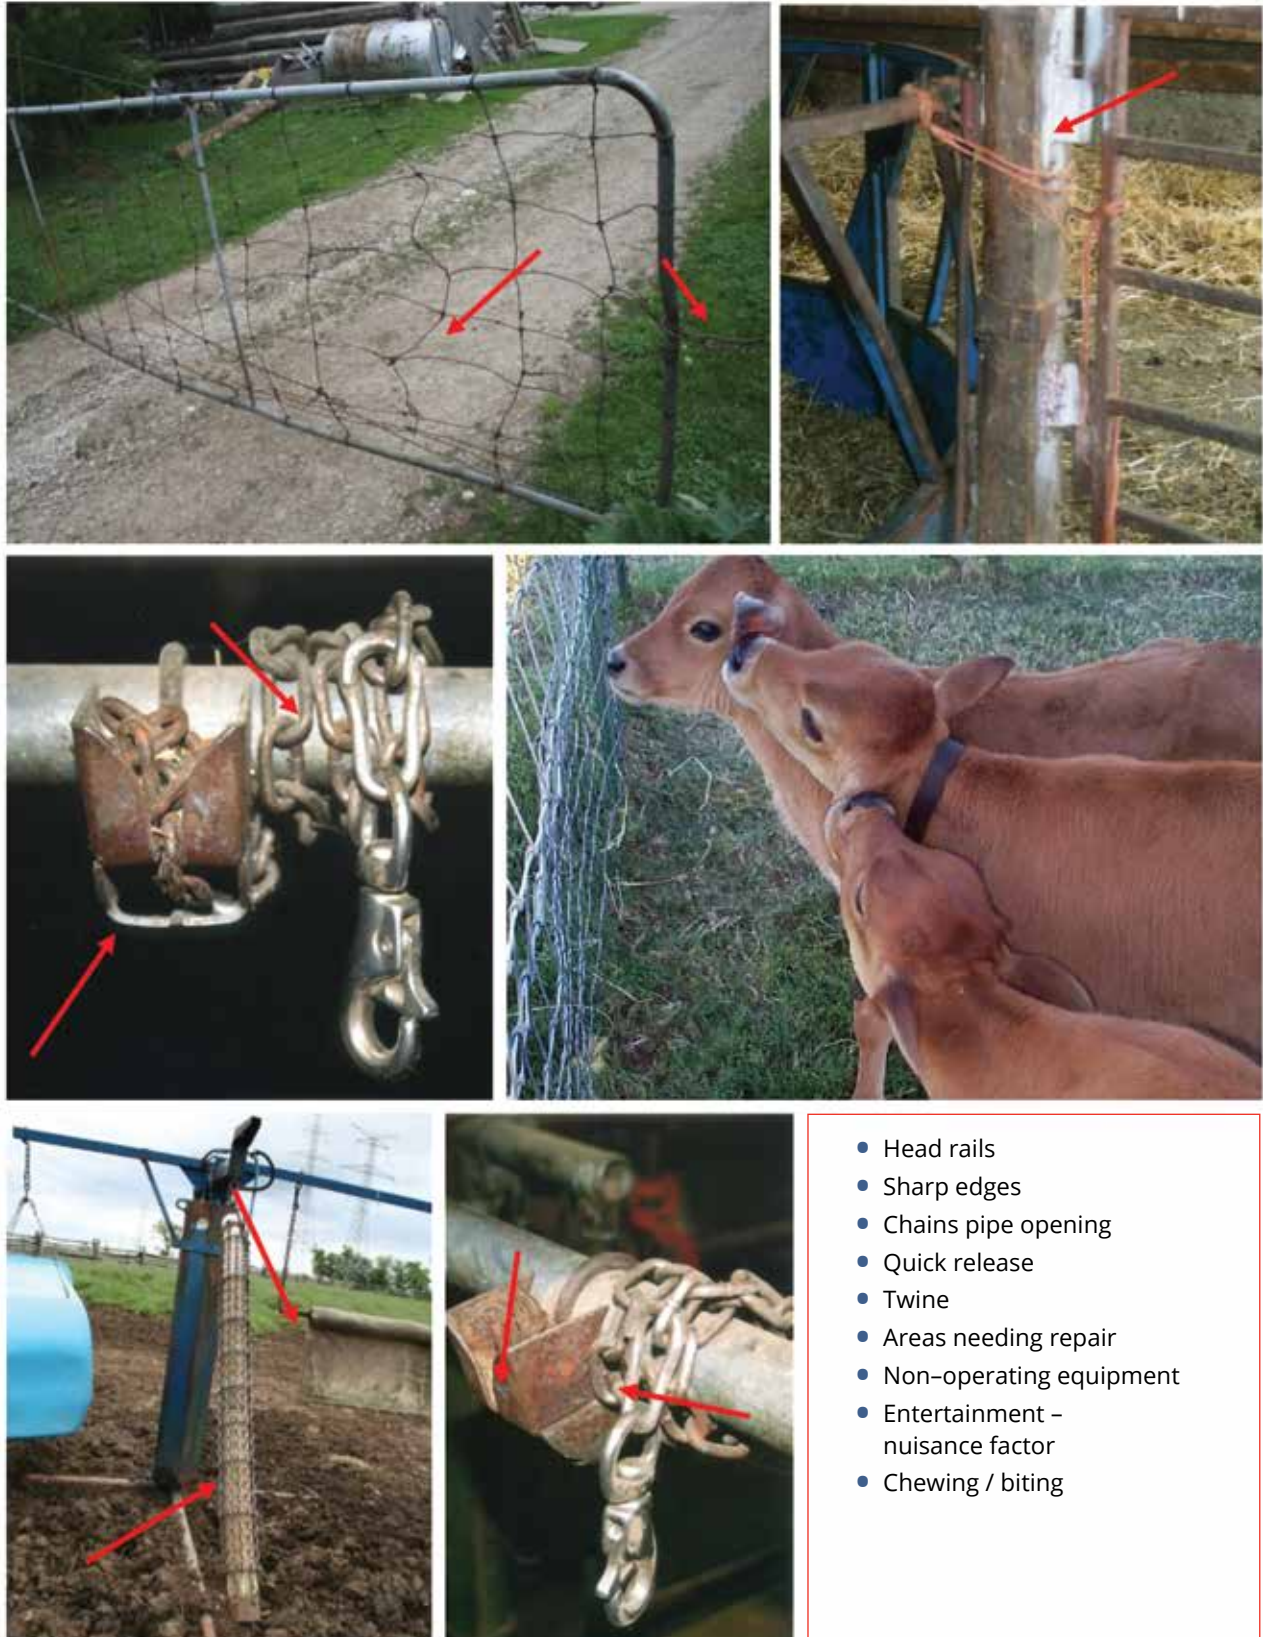 Head rails
Sharp edges
Chains pipe opening
Quick release
Twine
Areas needing repair
Non–operating equipment
Entertainment –
nuisance factor
Chewing / biting